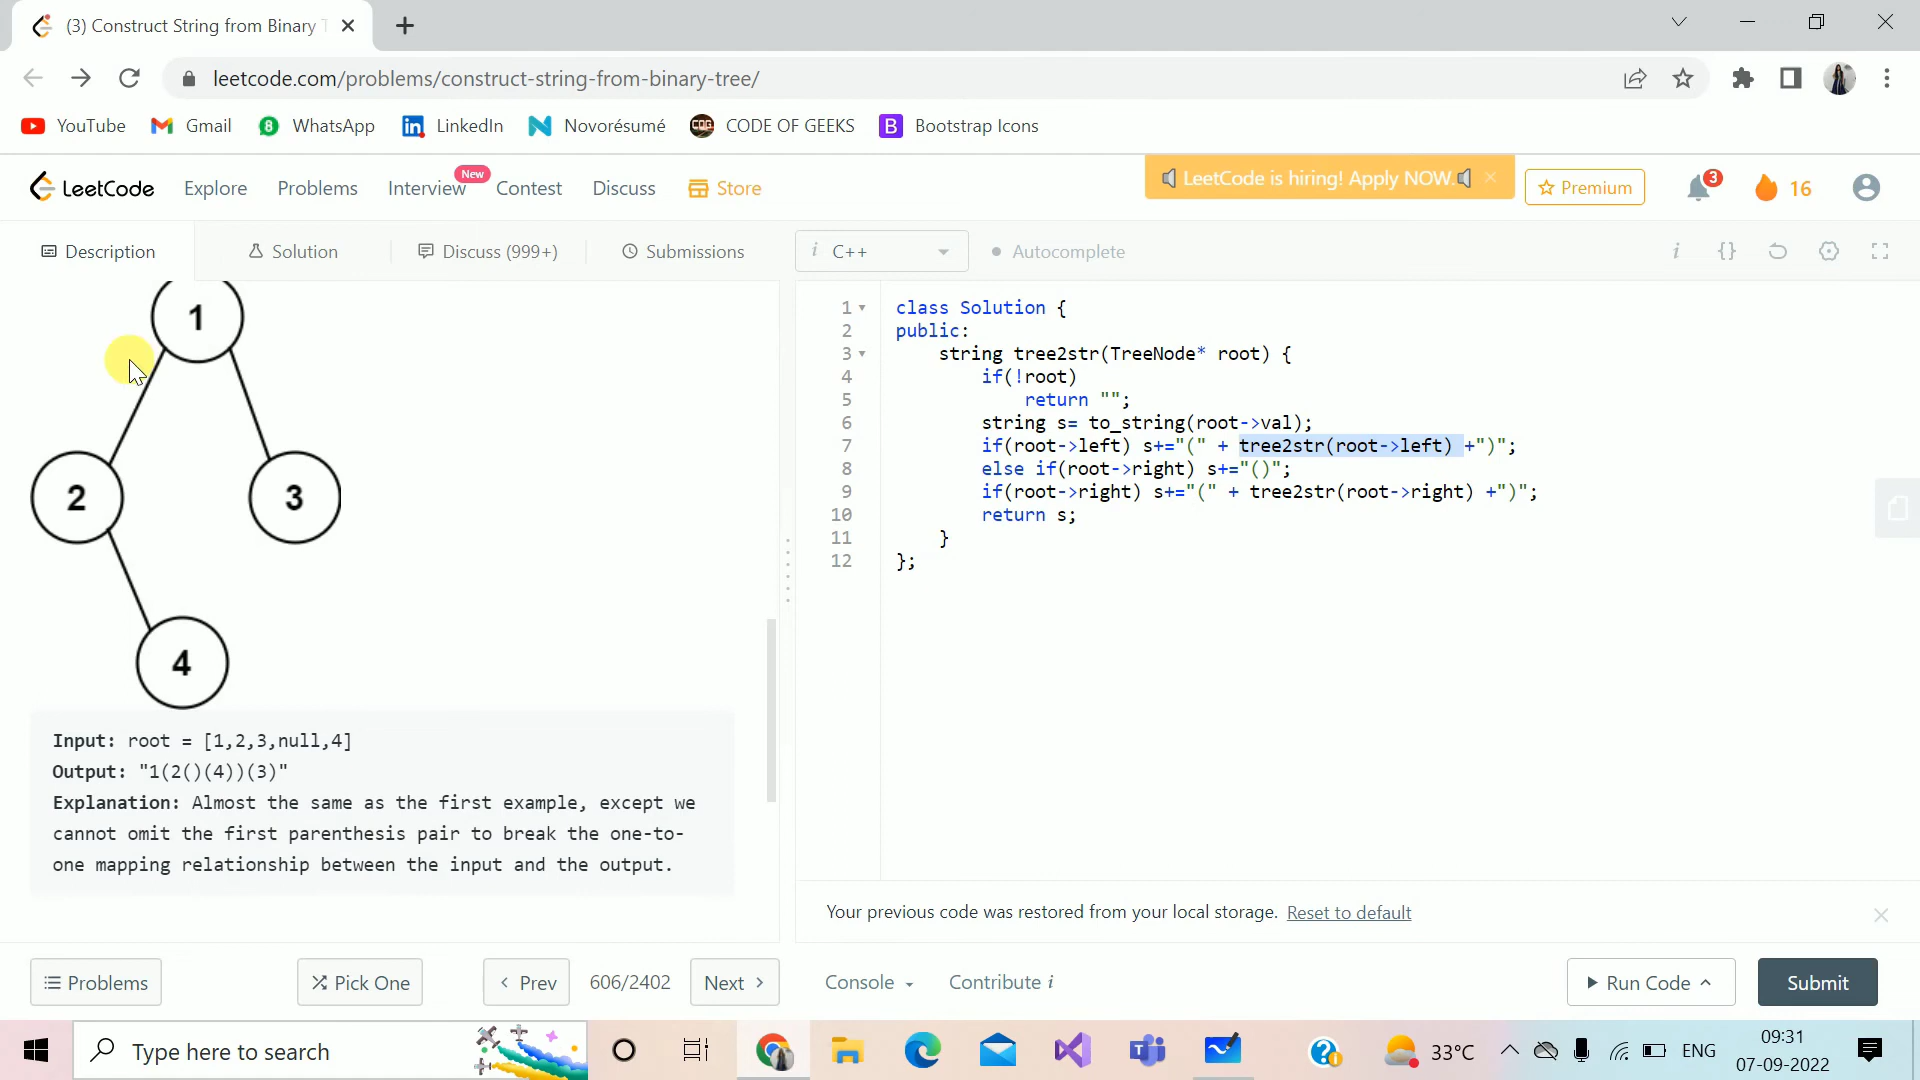 (3) Construct String from Binary T
leetcode.com/problems/construct-string-from-binary-tree/
YouTube
Gmail
8
WhatsApp
in
LinkedIn
N
Novorésumé
COG
CODE OF GEEKS
B
Bootstrap Icons
LeetCode
Explore
Problems
Interview
New
Contest
Discuss
Store
LeetCode is hiring! Apply NOW.
Premium
3
16
Description
Solution
Discuss (999+)
Submissions
i
C++
Autocomplete
i
{}
1
2
3
4
Input: root = [1,2,3,null,4]
Output: "1(2()(4))(3)"
Explanation: Almost the same as the first example, except we
cannot omit the first parenthesis pair to break the one-to-
one mapping relationship between the input and the output.
1 class Solution {
2 public:
3     string tree2str(TreeNode* root) {
4         if(!root)
5             return "";
6         string s= to_string(root->val);
7         if(root->left) s+="(" + tree2str(root->left) +")";
8         else if(root->right) s+="()";
9         if(root->right) s+="(" + tree2str(root->right) +")";
10         return s;
11     }
12 };
Your previous code was restored from your local storage. Reset to default
Problems
Pick One
Prev
606/2402
Next
Console
Contribute i
Run Code
Submit
Type here to search
33°C
ENG
09:31
07-09-2022